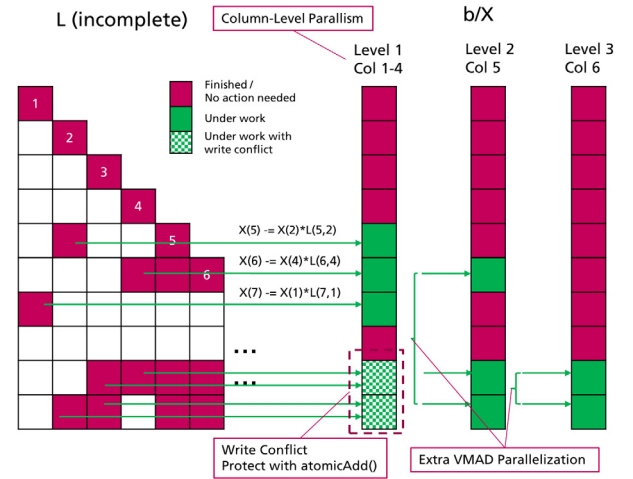 L (incomplete)
Column-Level Parallism
b/X
Level 1
Col 1-4
Level 2
Col 5
Level 3
Col 6
Finished /
No action needed
Under work
Under work with
write conflict
1
2
3
4
5
6
X(5) -= X(2)*L(5,2)
X(6) -= X(4)*L(6,4)
X(7) -= X(1)*L(7,1)
...
...
Write Conflict
Protect with atomicAdd()
Extra VMAD Parallelization